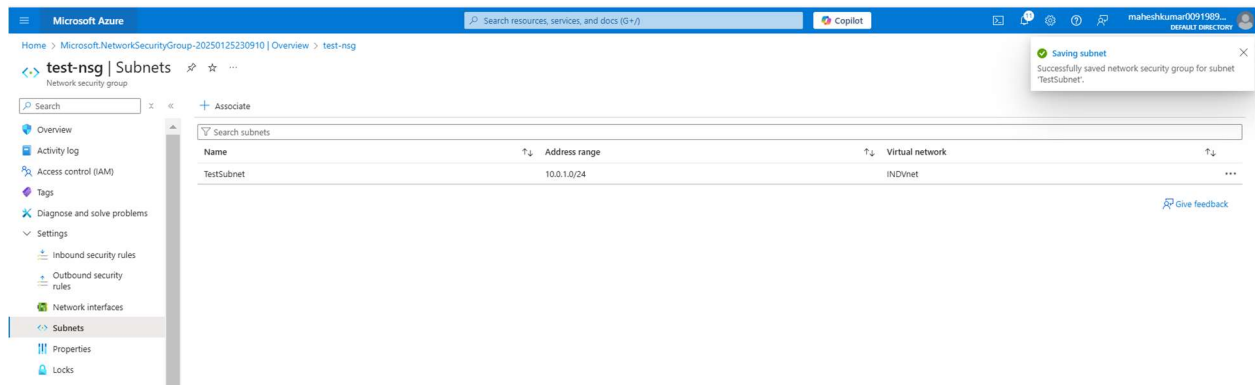 Microsoft Azure
Search resources, services, and docs (G+/)
Copilot
11
maheshkumar0091989...
DEFAULT DIRECTORY
Home > Microsoft.NetworkSecurityGroup-20250125230910 | Overview > test-nsg
test-nsg | Subnets
Network security group
Saving subnet
Successfully saved network security group for subnet
'TestSubnet'.
Search
Associate
Overview
Activity log
Access control (IAM)
Tags
Diagnose and solve problems
Settings
Inbound security rules
Outbound security
rules
Network interfaces
Subnets
Properties
Locks
Search subnets
Name Address range Virtual network
TestSubnet 10.0.1.0/24 INDVnet
Give feedback